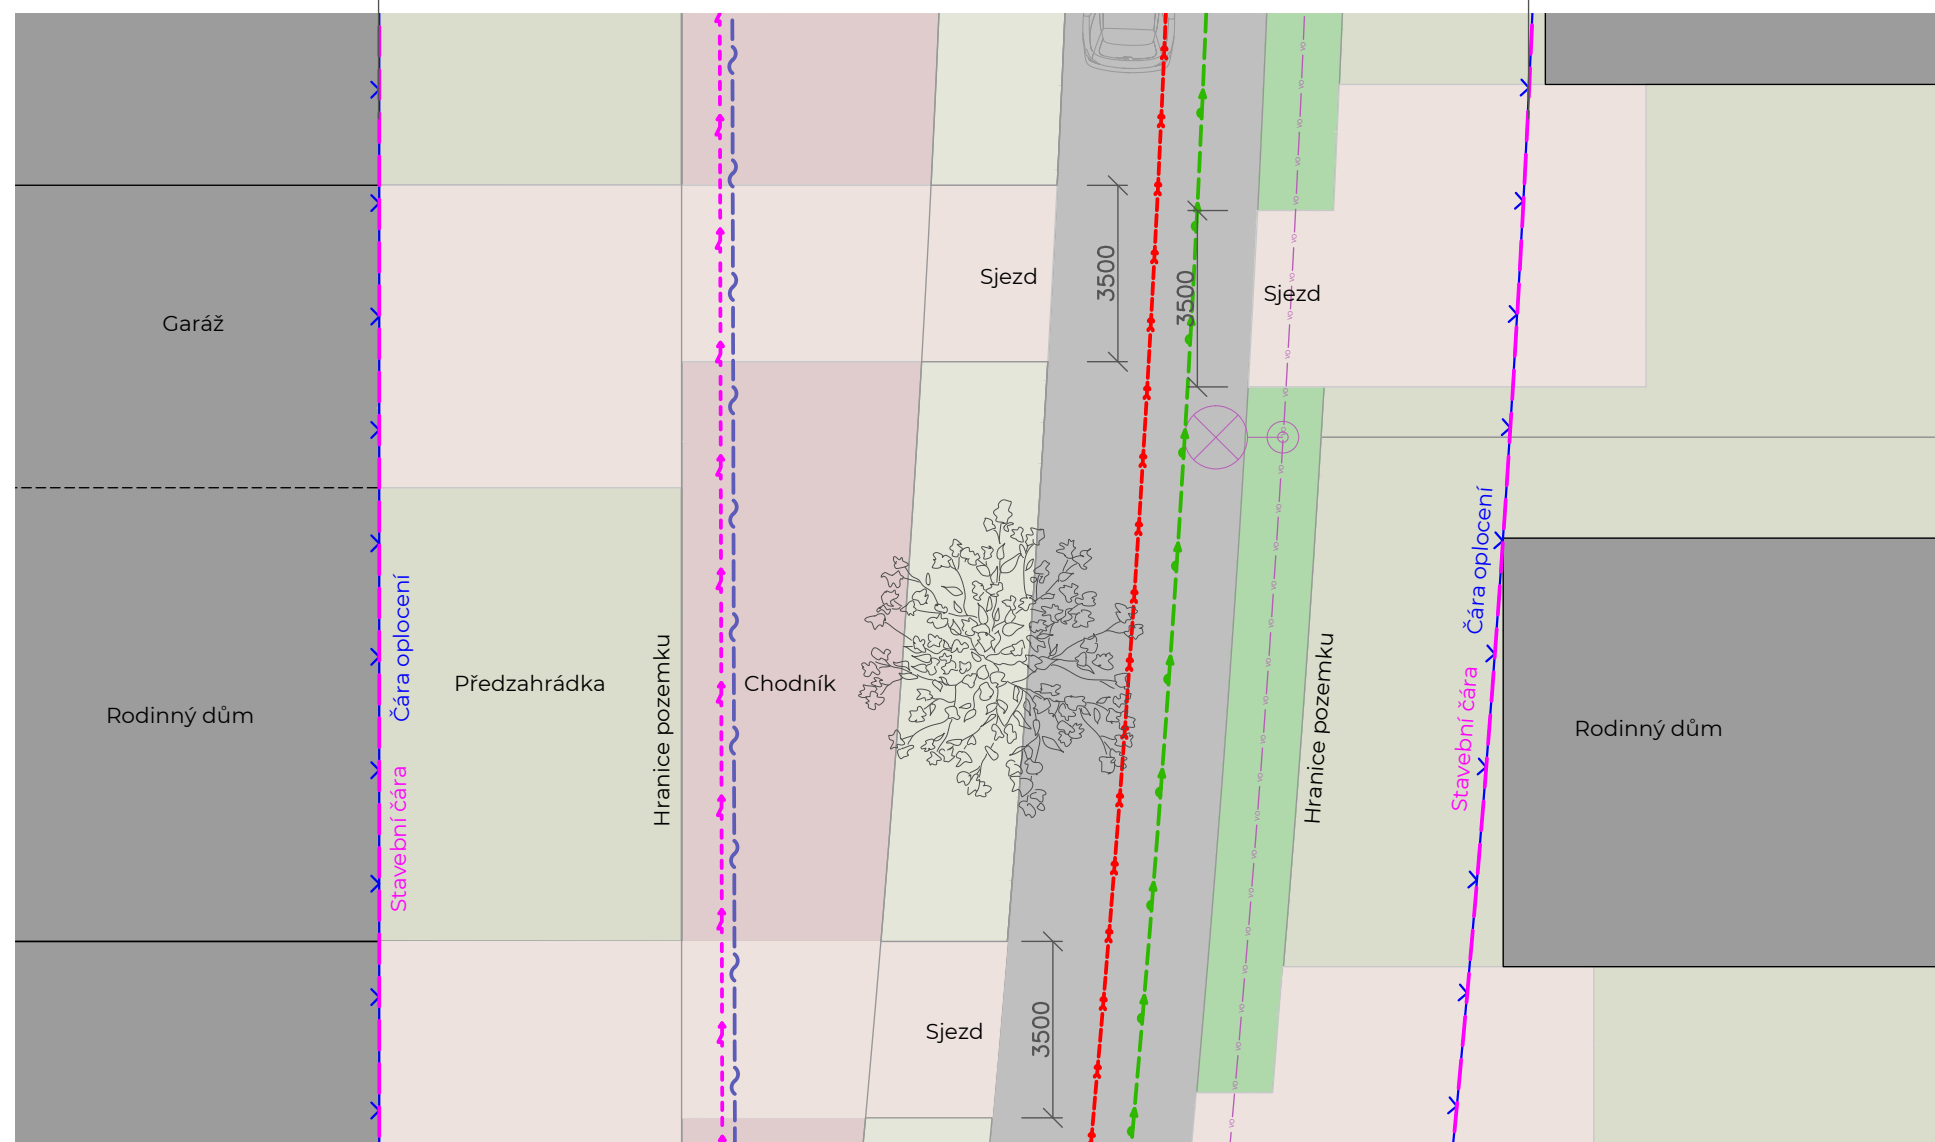 Sjezd
3500
3500
Sjezd
Garáž
Čára oplocení
Čára oplocení
Předzahrádka
Hranice pozemku
Chodník
Hranice pozemku
Stavební čára
Rodinný dům
Rodinný dům
Stavební čára
Sjezd
3500